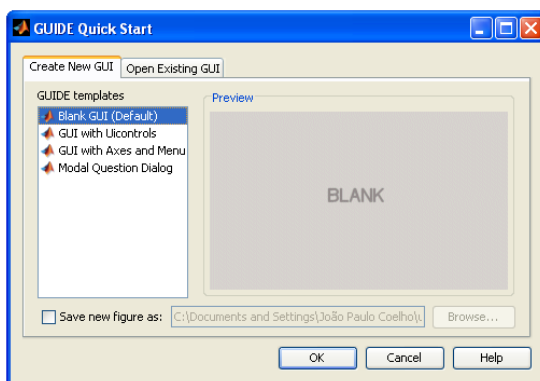 GUIDE Quick Start
Create New GUI
Open Existing GUI
GUIDE templates
Blank GUI (Default)
GUI with Uicontrols
GUI with Axes and Menu
Modal Question Dialog
Preview
BLANK
Save new figure as:
C:\Documents and Settings\João Paulo Coelho\
Browse...
OK
Cancel
Help